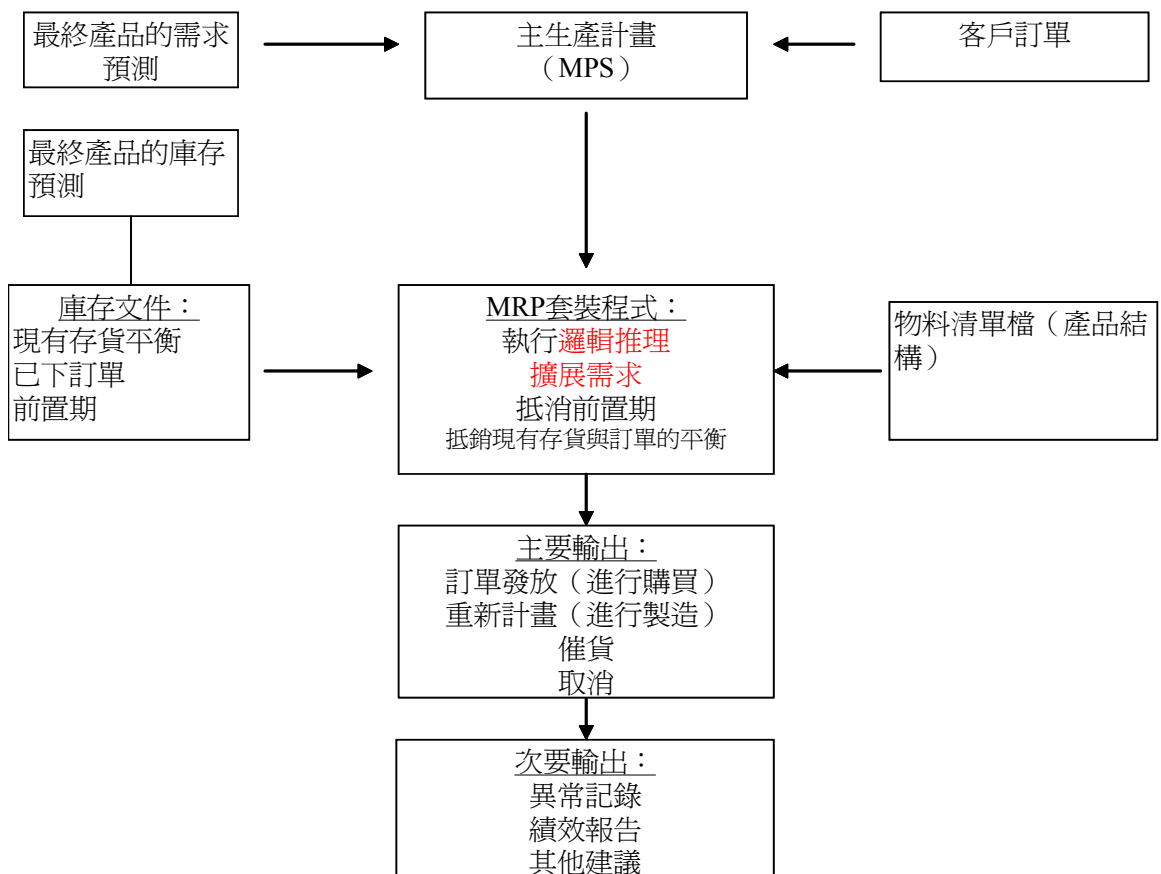 最終產品的需求
預測
主生產計畫
（MPS）
客戶訂單
最終產品的庫存
預測
庫存文件：
現有存貨平衡
已下訂單
前置期
MRP套裝程式：
執行邏輯推理
擴展需求
抵消前置期
抵銷現有存貨與訂單的平衡
物料清單檔（產品結
構）
主要輸出：
訂單發放（進行購買）
重新計畫（進行製造）
催貨
取消
次要輸出：
異常記錄
績效報告
其他建議